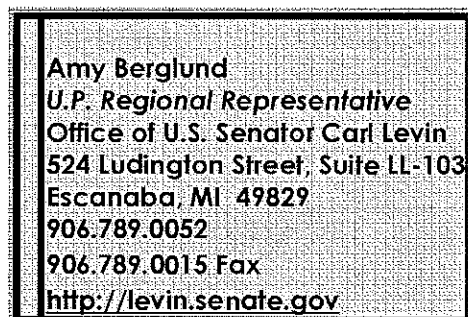 Amy Berglund
U.P. Regional Representative
Office of U.S. Senator Carl Levin
524 Ludington Street, Suite LL-103
Escanaba, MI 49829
906.789.0052
906.789.0015 Fax
http://levin.senate.gov